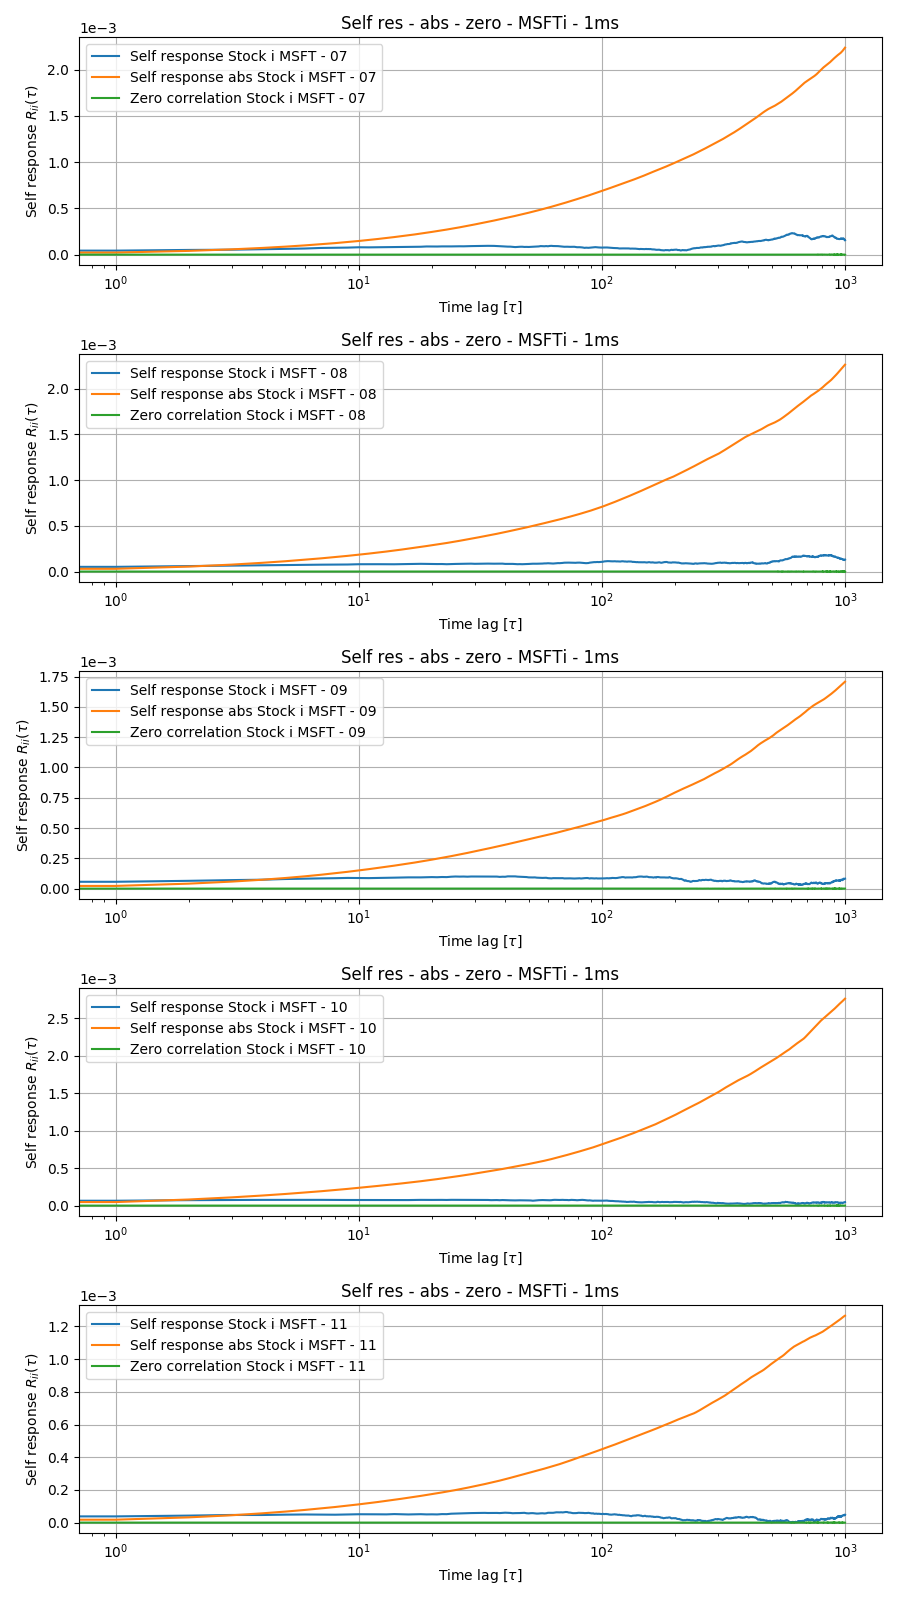 Self res - abs - zero - MSFTi - 1ms
1e−3
Self response Stock i MSFT - 07
Self response abs Stock i MSFT - 07
Zero correlation Stock i MSFT - 07
2.0
1.5
1.0
0.5
0.0
Self response R_{ii}(τ)
10^0 10^1 10^2 10^3
Time lag [τ]
Self res - abs - zero - MSFTi - 1ms
1e−3
Self response Stock i MSFT - 08
Self response abs Stock i MSFT - 08
Zero correlation Stock i MSFT - 08
2.0
1.5
1.0
0.5
0.0
Self response R_{ii}(τ)
10^0 10^1 10^2 10^3
Time lag [τ]
Self res - abs - zero - MSFTi - 1ms
1e−3
Self response Stock i MSFT - 09
Self response abs Stock i MSFT - 09
Zero correlation Stock i MSFT - 09
1.75
1.50
1.25
1.00
0.75
0.50
0.25
0.00
Self response R_{ii}(τ)
10^0 10^1 10^2 10^3
Time lag [τ]
Self res - abs - zero - MSFTi - 1ms
1e−3
Self response Stock i MSFT - 10
Self response abs Stock i MSFT - 10
Zero correlation Stock i MSFT - 10
2.5
2.0
1.5
1.0
0.5
0.0
Self response R_{ii}(τ)
10^0 10^1 10^2 10^3
Time lag [τ]
Self res - abs - zero - MSFTi - 1ms
1e−3
Self response Stock i MSFT - 11
Self response abs Stock i MSFT - 11
Zero correlation Stock i MSFT - 11
1.2
1.0
0.8
0.6
0.4
0.2
0.0
Self response R_{ii}(τ)
10^0 10^1 10^2 10^3
Time lag [τ]